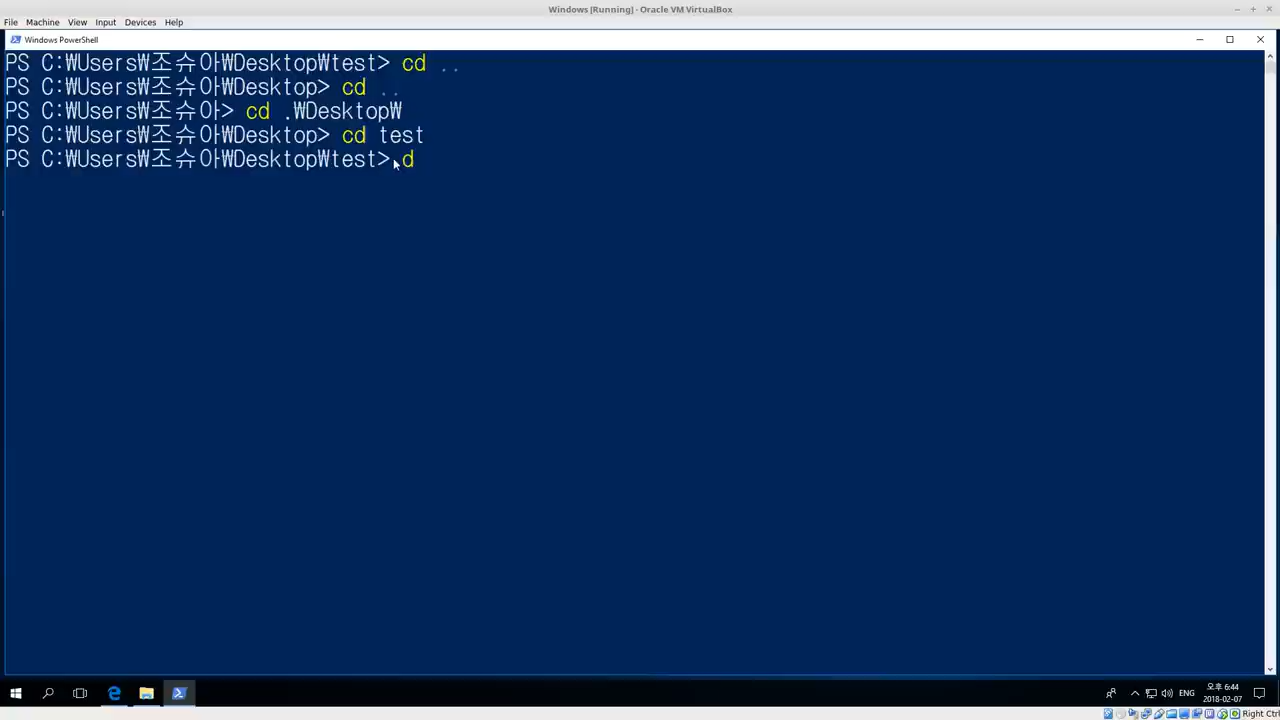 Windows [Running] - Oracle VM VirtualBox
File Machine View Input Devices Help
Windows PowerShell
PS C:₩Users₩조슈아₩Desktop₩test> cd ..
PS C:₩Users₩조슈아₩Desktop> cd ..
PS C:₩Users₩조슈아> cd .₩Desktop₩
PS C:₩Users₩조슈아₩Desktop> cd test
PS C:₩Users₩조슈아₩Desktop₩test> d
ENG
오후 6:44
2018-02-07
Right Ctrl